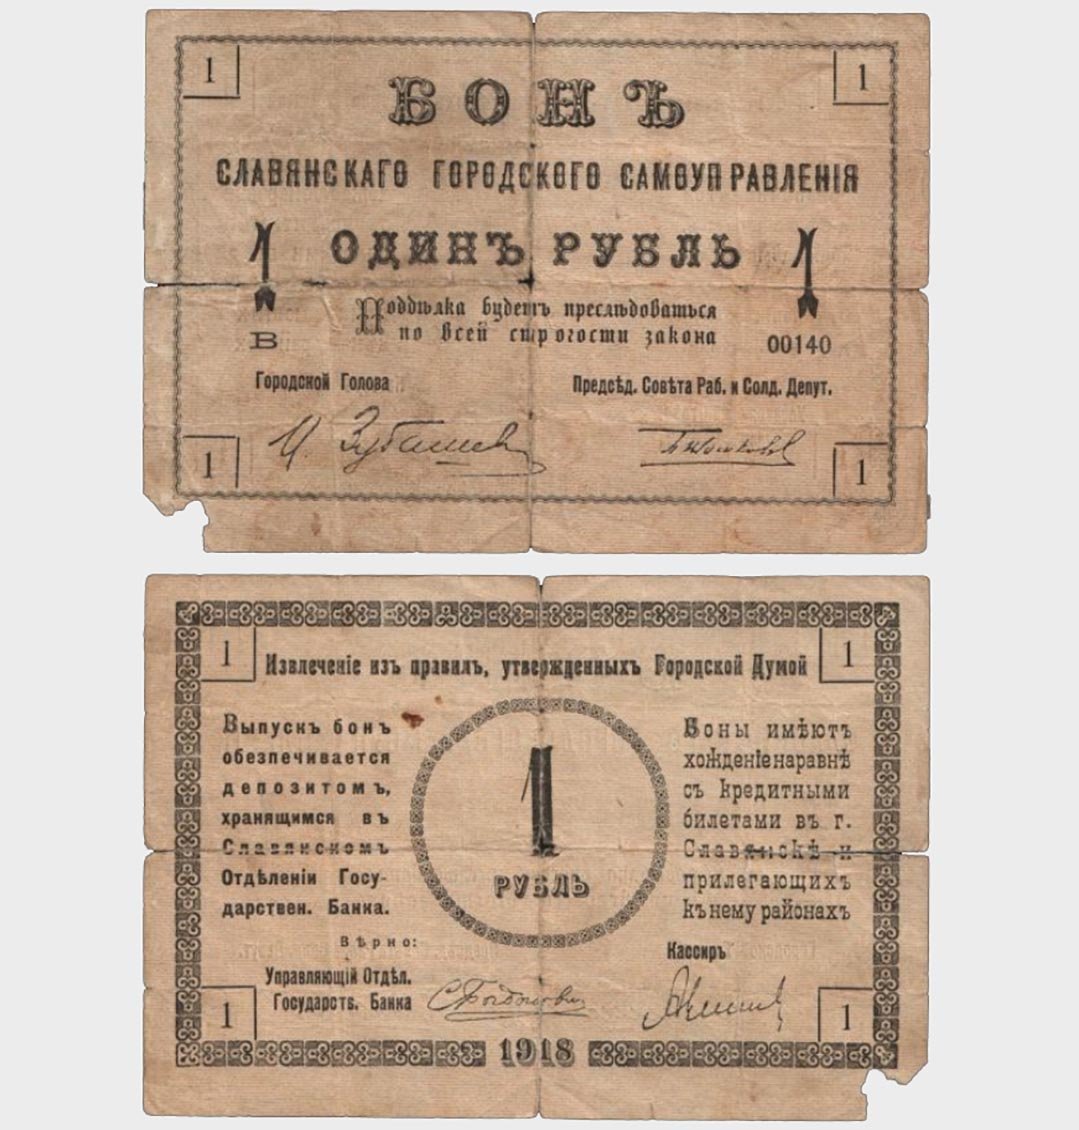 1
1
БОНЪ
СЛАВЯНСКАГО ГОРОДСКОГО САМОУПРАВЛЕНІЯ
1 ОДИНЪ РУБЛЬ 1
Поддѣлка будетъ преслѣдоваться
по всей строгости закона
В
00140
Городской Голова
Предсѣд. Совѣта Раб. и Солд. Депут.
И. Зубашев
1
1
1
1
Извлеченіе изъ правилъ, утвержденныхъ Городской Думой
Выпускъ бонъ
обезпечивается
депозитомъ,
хранящимся въ
Славянскомъ
Отдѣленіи Госу-
дарствен. Банка.
Вѣрно:
Управляющій Отдѣл.
Государств. Банка
1
РУБЛЬ
Боны имѣютъ
хожденіе наравнѣ
съ кредитными
билетами въ г.
Славянскѣ и
прилегающихъ
къ нему районахъ
Кассиръ
1
1
1918